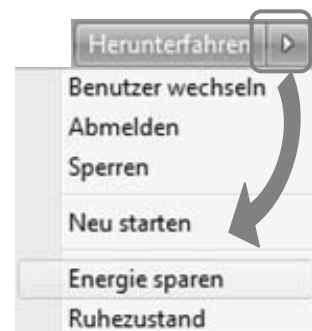 Herunterfahren
Benutzer wechseln
Abmelden
Sperren
Neu starten
Energie sparen
Ruhezustand